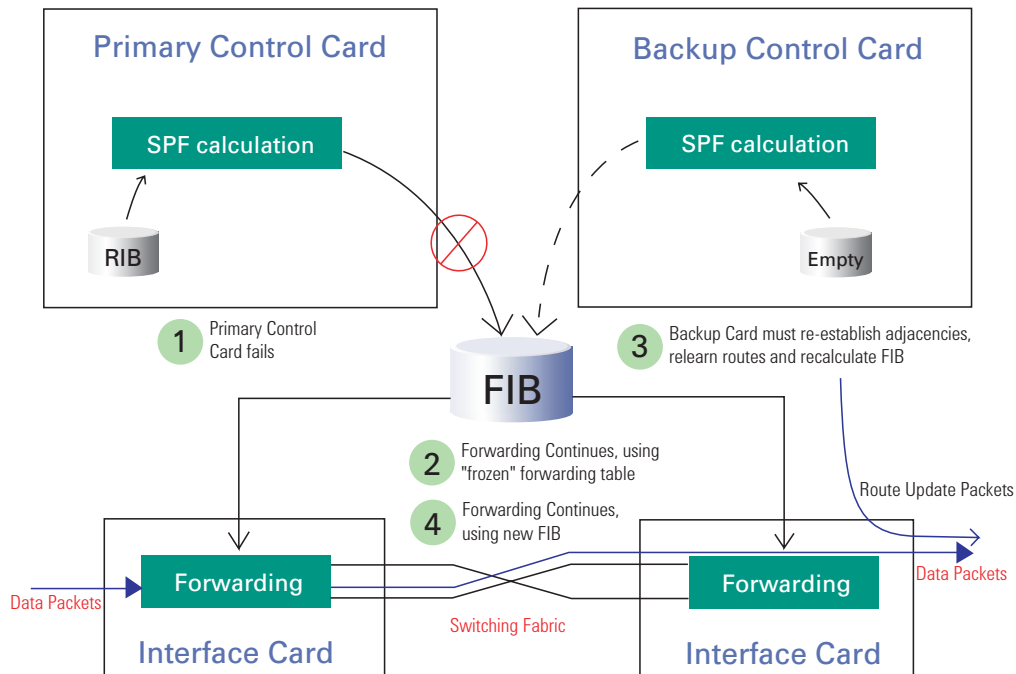 Primary Control Card
Backup Control Card
SPF calculation
SPF calculation
RIB
Empty
1
Primary Control
Card fails
3
Backup Card must re-establish adjacencies,
relearn routes and recalculate FIB
FIB
2
Forwarding Continues, using
"frozen" forwarding table
4
Forwarding Continues,
using new FIB
Route Update Packets
Forwarding
Forwarding
Data Packets
Data Packets
Switching Fabric
Interface Card
Interface Card